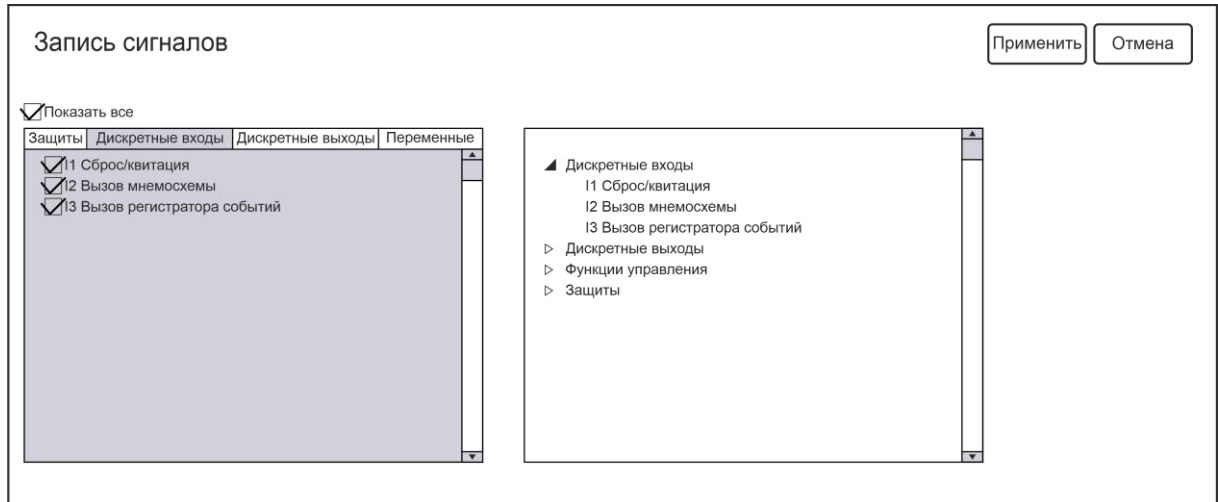 Запись сигналов
Применить
Отмена
Показать все
Защиты Дискретные входы Дискретные выходы Переменные
I1 Сброс/квитация
I2 Вызов мнемосхемы
I3 Вызов регистратора событий
Дискретные входы
I1 Сброс/квитация
I2 Вызов мнемосхемы
I3 Вызов регистратора событий
Дискретные выходы
Функции управления
Защиты